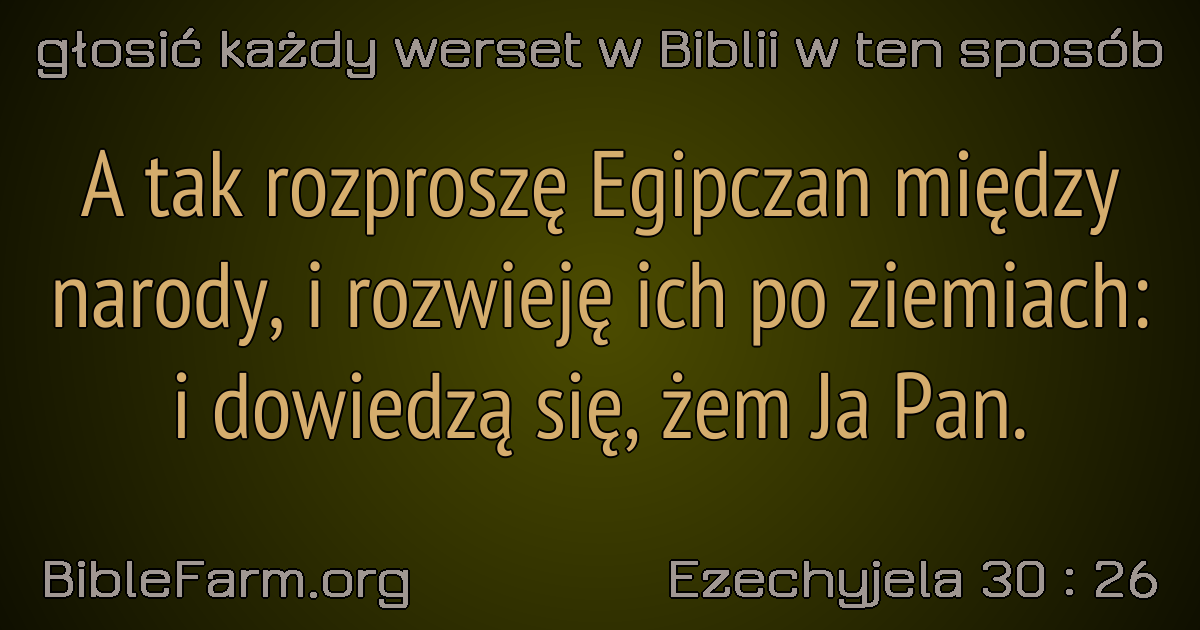 głosić każdy werset w Biblii w ten sposób
A tak rozproszę Egipczan między
narody, i rozwieję ich po ziemiach:
i dowiedzą się, żem Ja Pan.
BibleFarm.org
Ezechyjela 30 : 26